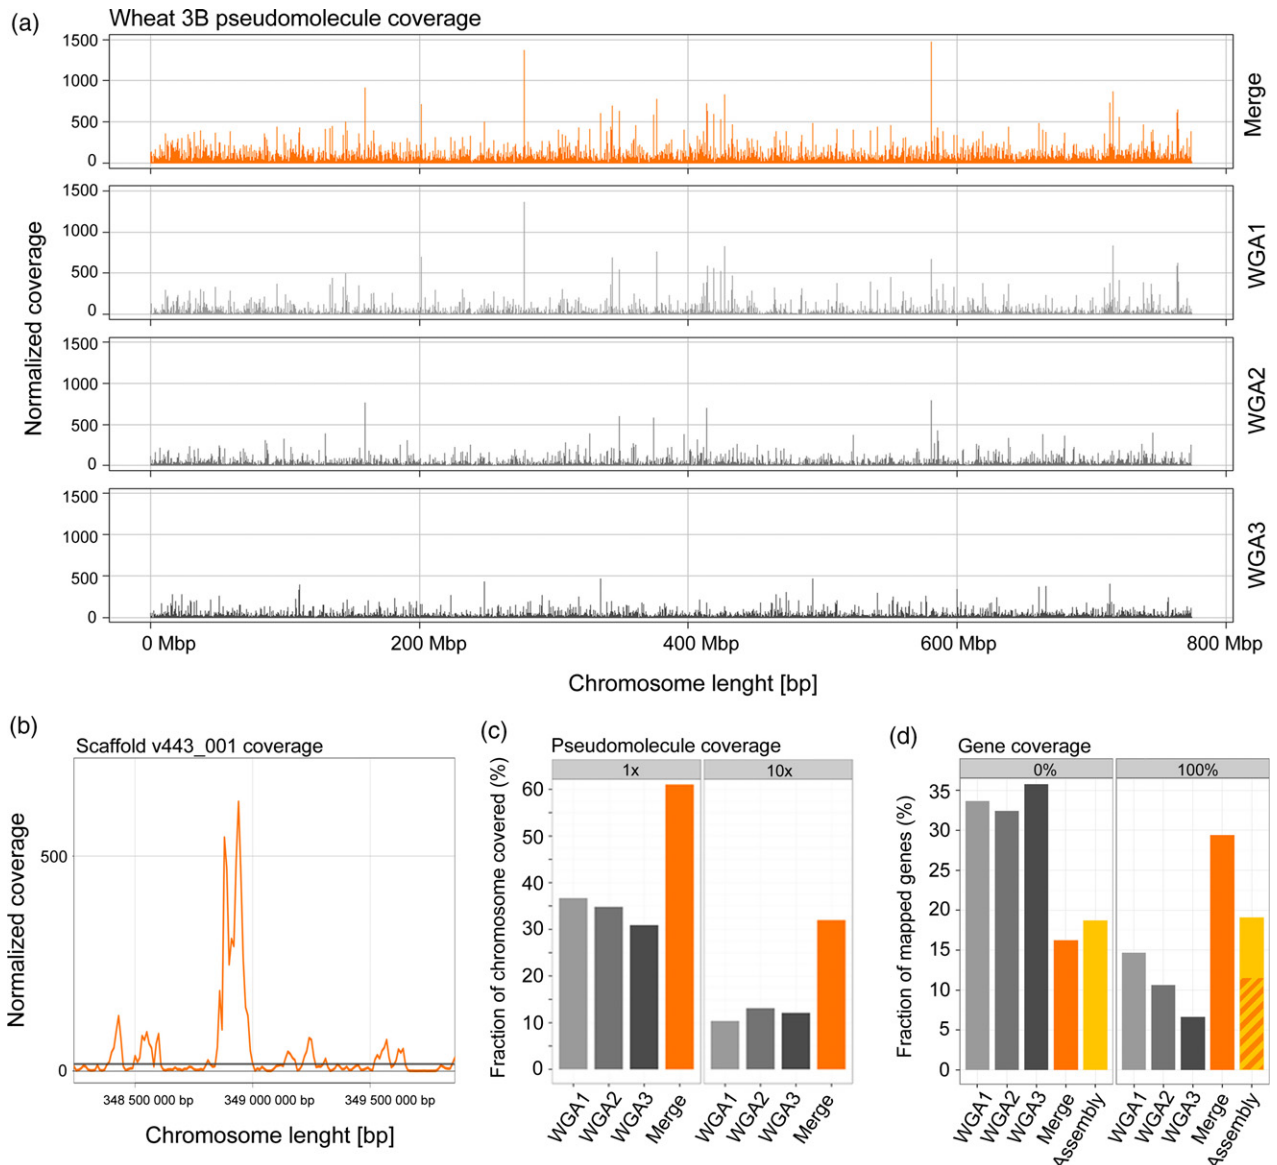 (a)
Wheat 3B pseudomolecule coverage
Normalized coverage
1500
1000
500
0
Merge
1500
1000
500
0
WGA1
1500
1000
500
0
WGA2
1500
1000
500
0
WGA3
0 Mbp 200 Mbp 400 Mbp 600 Mbp 800 Mbp
Chromosome lenght [bp]
(b)
Scaffold v443_001 coverage
Normalized coverage
500
0
348 500 000 bp 349 000 000 bp 349 500 000 bp
Chromosome lenght [bp]
(c)
Pseudomolecule coverage
1x 10x
Fraction of chromosome covered (%)
60
50
40
30
20
10
0
WGA1 WGA2 WGA3 Merge WGA1 WGA2 WGA3 Merge
(d)
Gene coverage
0% 100%
Fraction of mapped genes (%)
35
30
25
20
15
10
5
0
WGA1 WGA2 WGA3 Merge Assembly WGA1 WGA2 WGA3 Merge Assembly